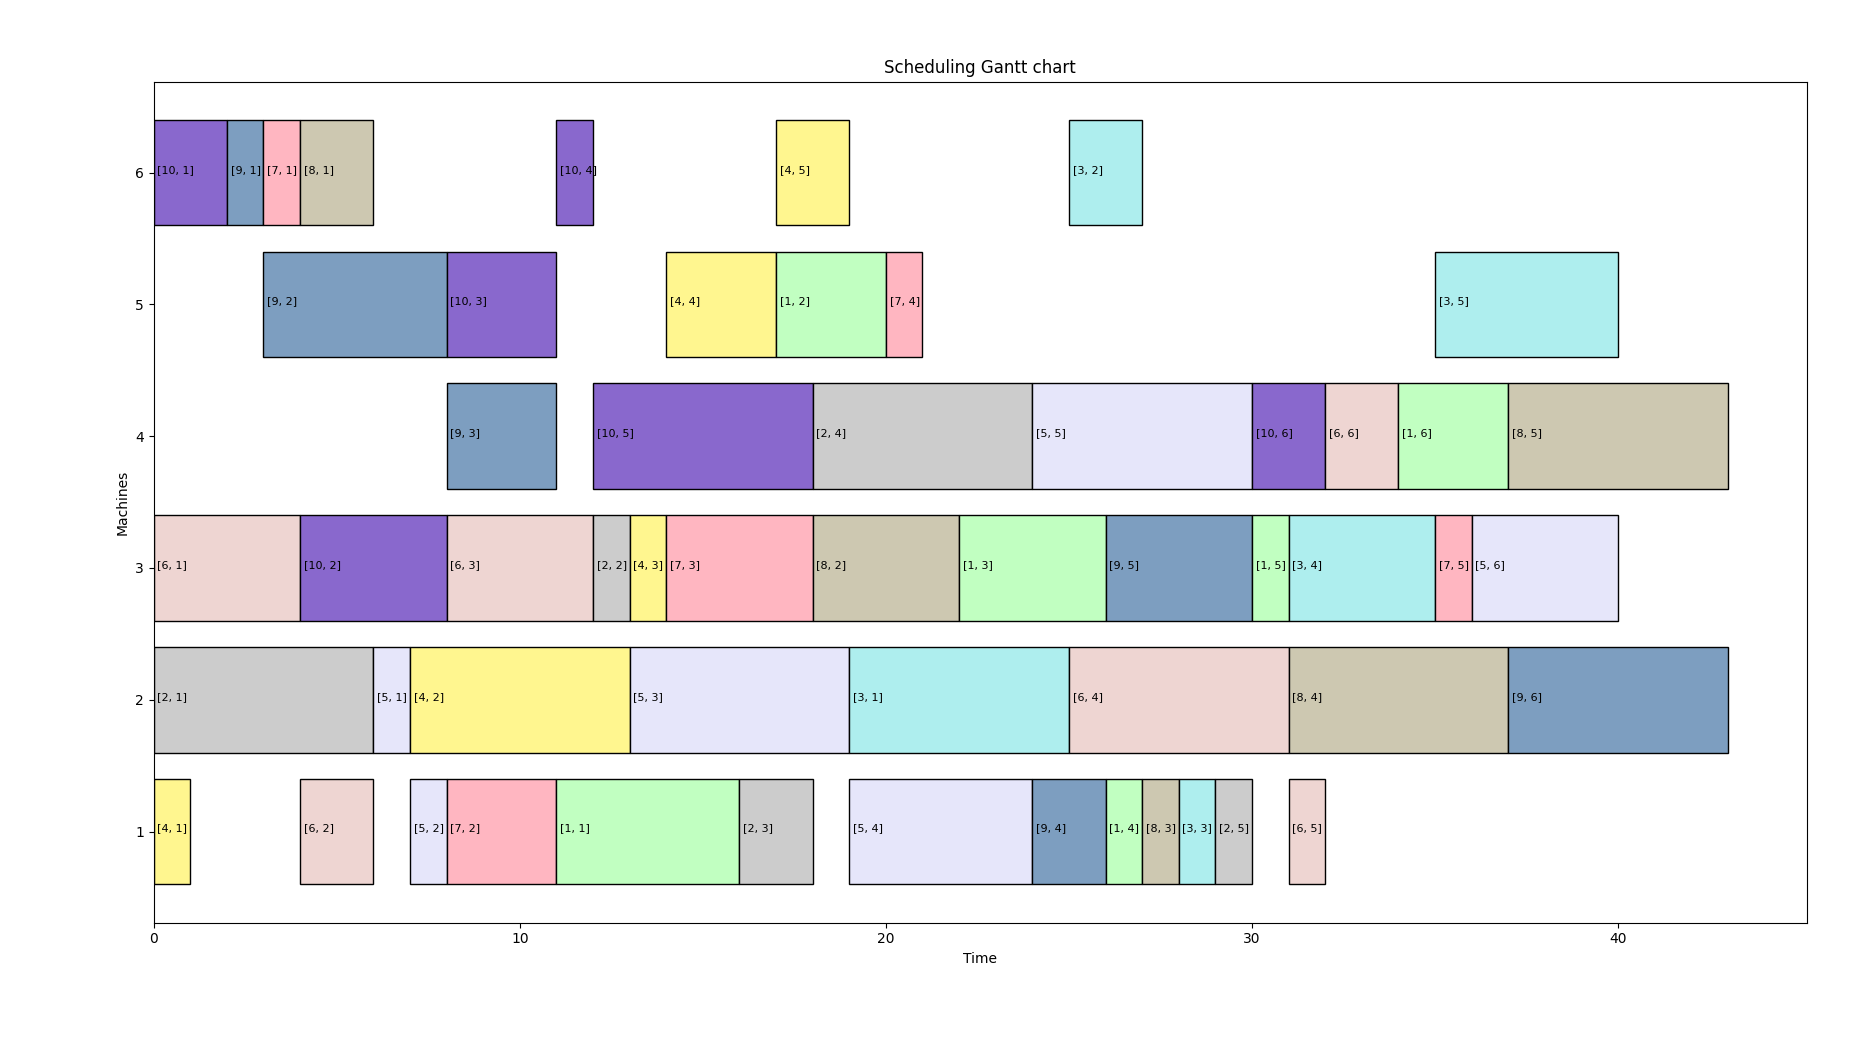 Scheduling Gantt chart
Machines
6
[10, 1] [9, 1] [7, 1] [8, 1] [10, 4] [4, 5] [3, 2]
5
[9, 2] [10, 3] [4, 4] [1, 2] [7, 4] [3, 5]
4
[9, 3] [10, 5] [2, 4] [5, 5] [10, 6] [6, 6] [1, 6] [8, 5]
3
[6, 1] [10, 2] [6, 3] [2, 2] [4, 3] [7, 3] [8, 2] [1, 3] [9, 5] [1, 5] [3, 4] [7, 5] [5, 6]
2
[2, 1] [5, 1] [4, 2] [5, 3] [3, 1] [6, 4] [8, 4] [9, 6]
1
[4, 1] [6, 2] [5, 2] [7, 2] [1, 1] [2, 3] [5, 4] [9, 4] [1, 4] [8, 3] [3, 3] [2, 5] [6, 5]
0 10 20 30 40
Time